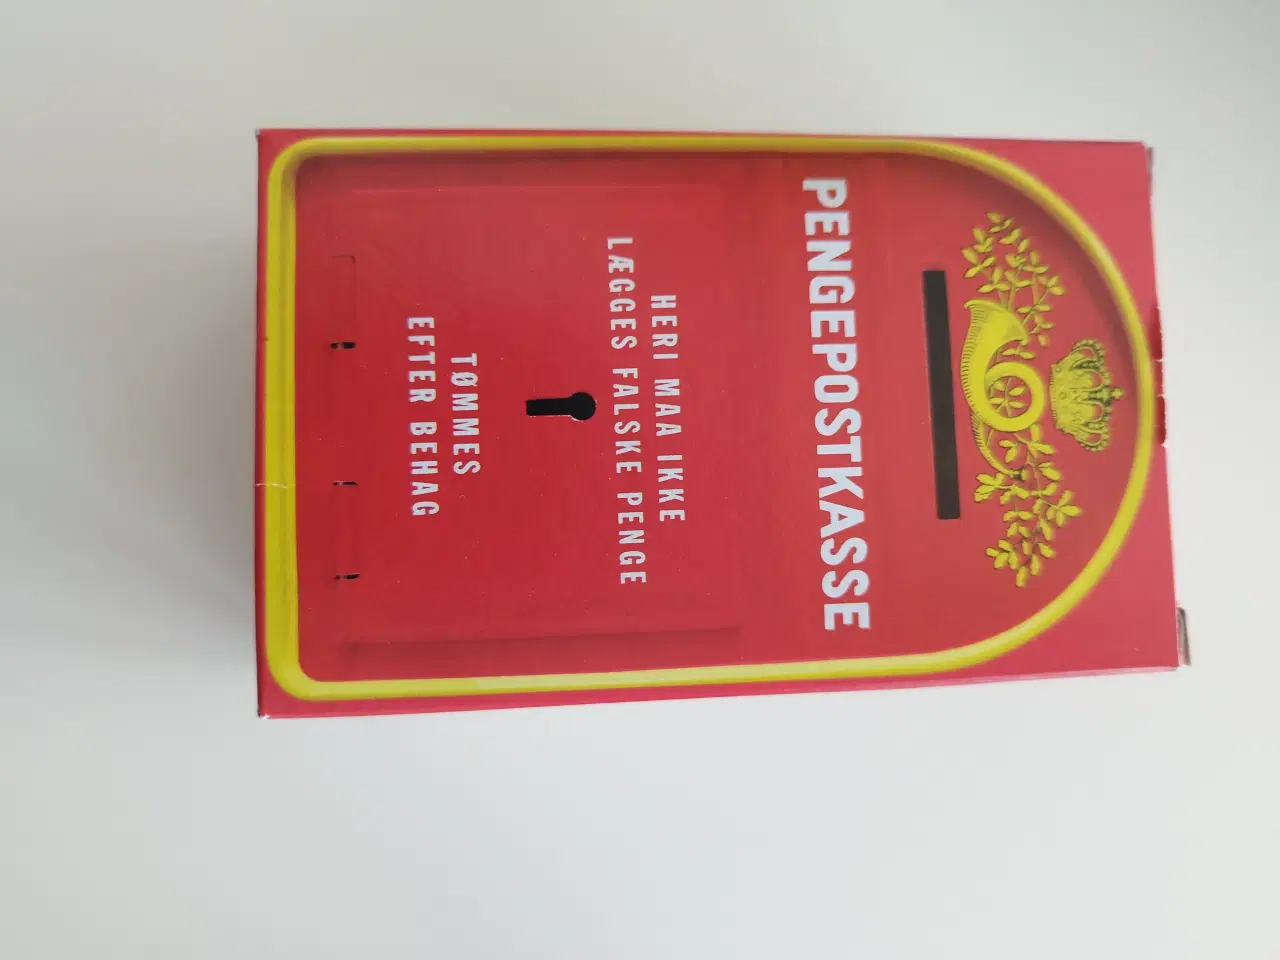 PENGEPOSTKASSE
HERI MAA IKKE
LÆGGES FALSKE PENGE
TØMMES
EFTER BEHAG